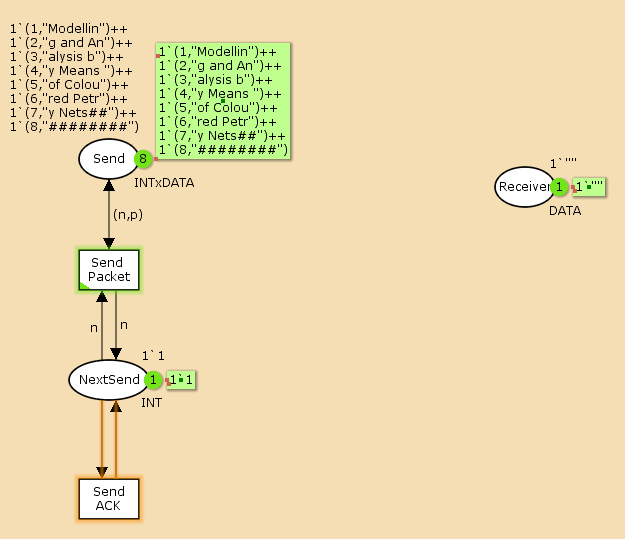 1`(1,"Modellin")++
1`(2,"g and An")++
1`(3,"alysis b")++
1`(4,"y Means ")++
1`(5,"of Colou")++
1`(6,"red Petr")++
1`(7,"y Nets##")++
1`(8,"########")
1`(1,"Modellin")++
1`(2,"g and An")++
1`(3,"alysis b")++
1`(4,"y Means ")++
1`(5,"of Colou")++
1`(6,"red Petr")++
1`(7,"y Nets##")++
1`(8,"########")
Send
8
INTxDATA
1`""
Receiver
1
1`""
DATA
(n,p)
Send
Packet
n
n
1`1
NextSend
1
1`1
INT
Send
ACK